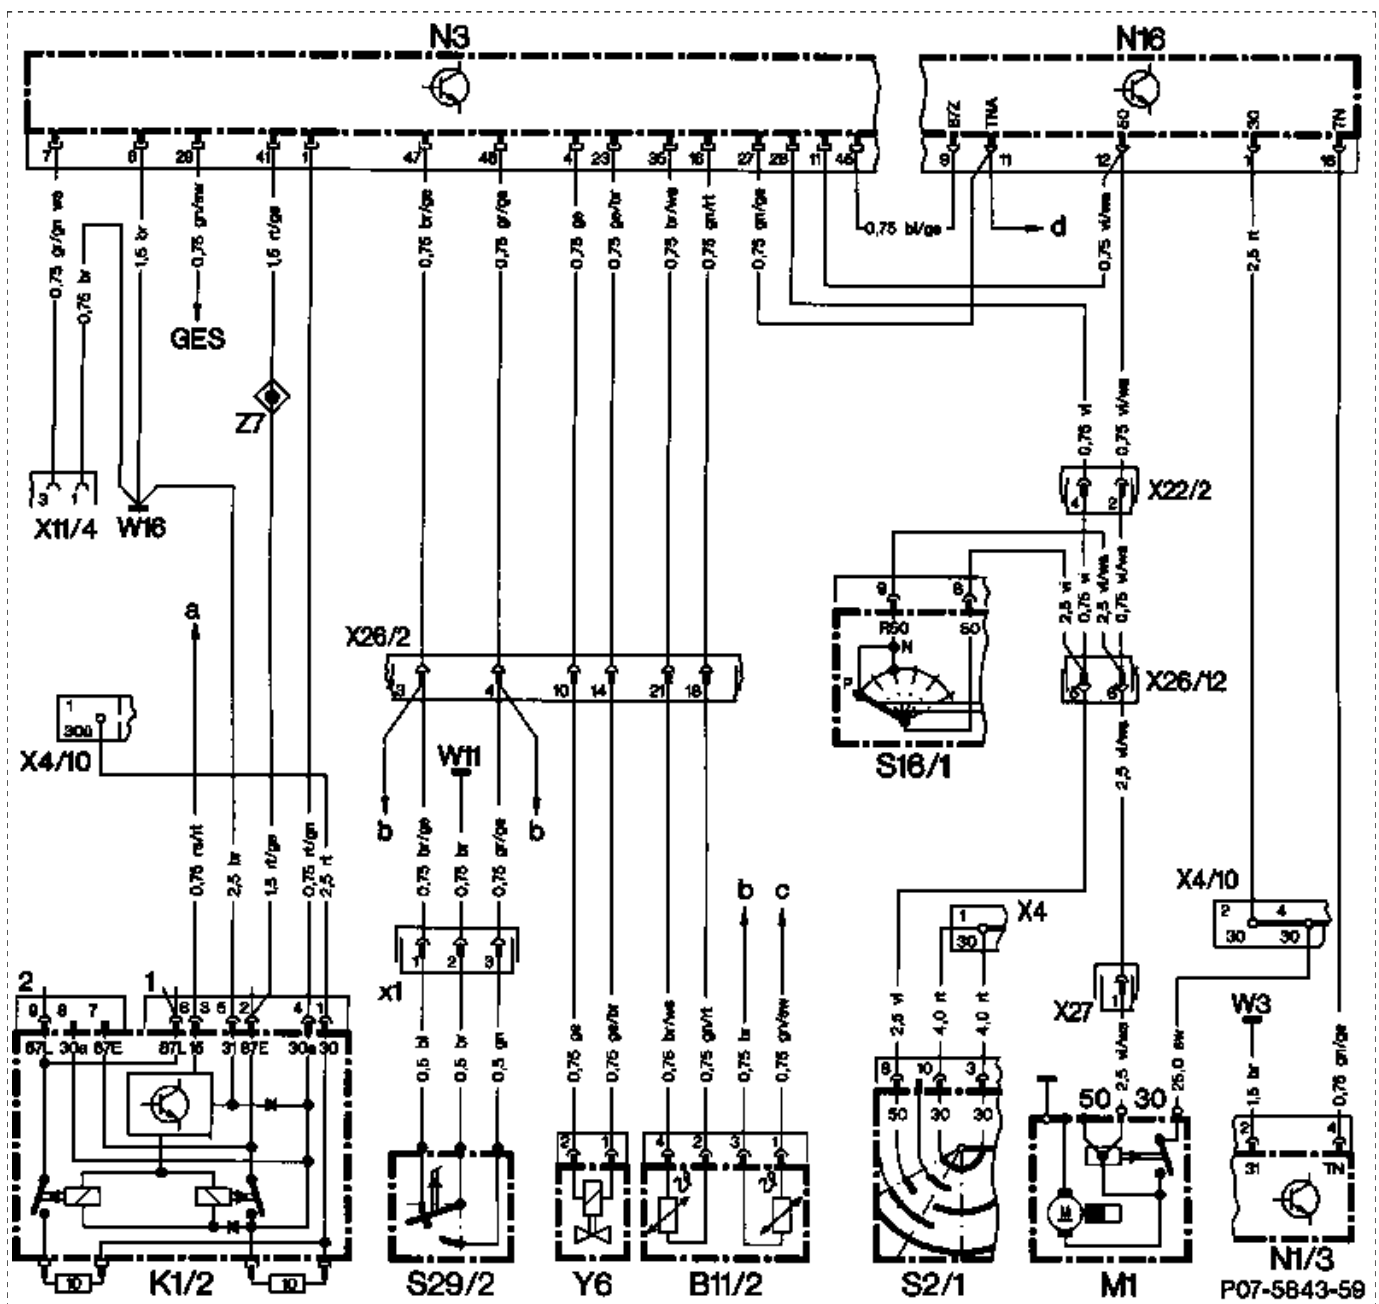 N3
N16
B/Z
TNA
50
30
TN
7
6
29
41
1
47
48
4
23
35
16
27
28
11
46
9
11
12
1
16
0,75 gr/gn ws
0,75 br
1,5 br
0,75 gn/sw
1,5 rt/ge
0,75 br/ge
0,75 gr/ge
0,75 ge
0,75 ge/br
0,75 br/ws
0,75 gn/rt
0,75 gn/ge
0,75 bl/ge
d
0,75 vi/ws
2,5 rt
GES
Z7
0,75 vi
0,75 vi/ws
3
1
X11/4
W16
4
2
X22/2
a
9
8
R50
50
N
P
S16/1
2,5 vi
0,75 vi
2,5 vi/ws
0,75 vi/ws
6
X26/12
X26/2
3
4
10
14
21
18
1
30a
X4/10
W11
b
b
2,5 vi/ws
0,75 rs/rt
2,5 br
1,5 rt/ge
0,75 rt/gn
2,5 rt
0,75 br/ge
0,75 br
0,75 gr/ge
b
c
X4/10
2
4
30
30
1
30
X4
1
2
3
x1
X27
1
W3
2
1
9
8
7
6
3
5
2
4
1
87L
30a
87E
87L
15
31
87E
30a
30
0,5 bl
0,5 br
0,5 gn
0,75 ge
0,75 ge/br
0,75 br/ws
0,75 gn/rt
0,75 br
0,75 gn/sw
2,5 vi
4,0 rt
4,0 rt
2,5 vi/ws
25,0 sw
1,5 br
0,75 gn/ge
2
1
4
2
3
1
8
10
3
50
30
30
50
30
M
2
4
31
TN
10
10
K1/2
S29/2
Y6
B11/2
S2/1
M1
N1/3
P07-5843-59